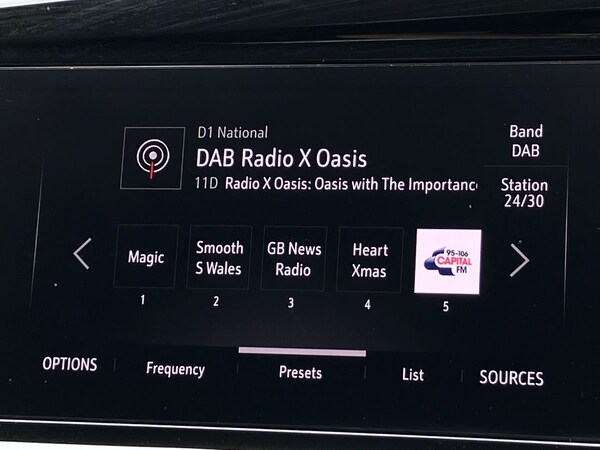 D1 National
DAB Radio X Oasis
11D Radio X Oasis: Oasis with The Importanc
Band
DAB
Station
24/30
Magic
1
Smooth
S Wales
2
GB News
Radio
3
Heart
Xmas
4
95-106
CAPITAL
FM
5
OPTIONS
Frequency
Presets
List
SOURCES